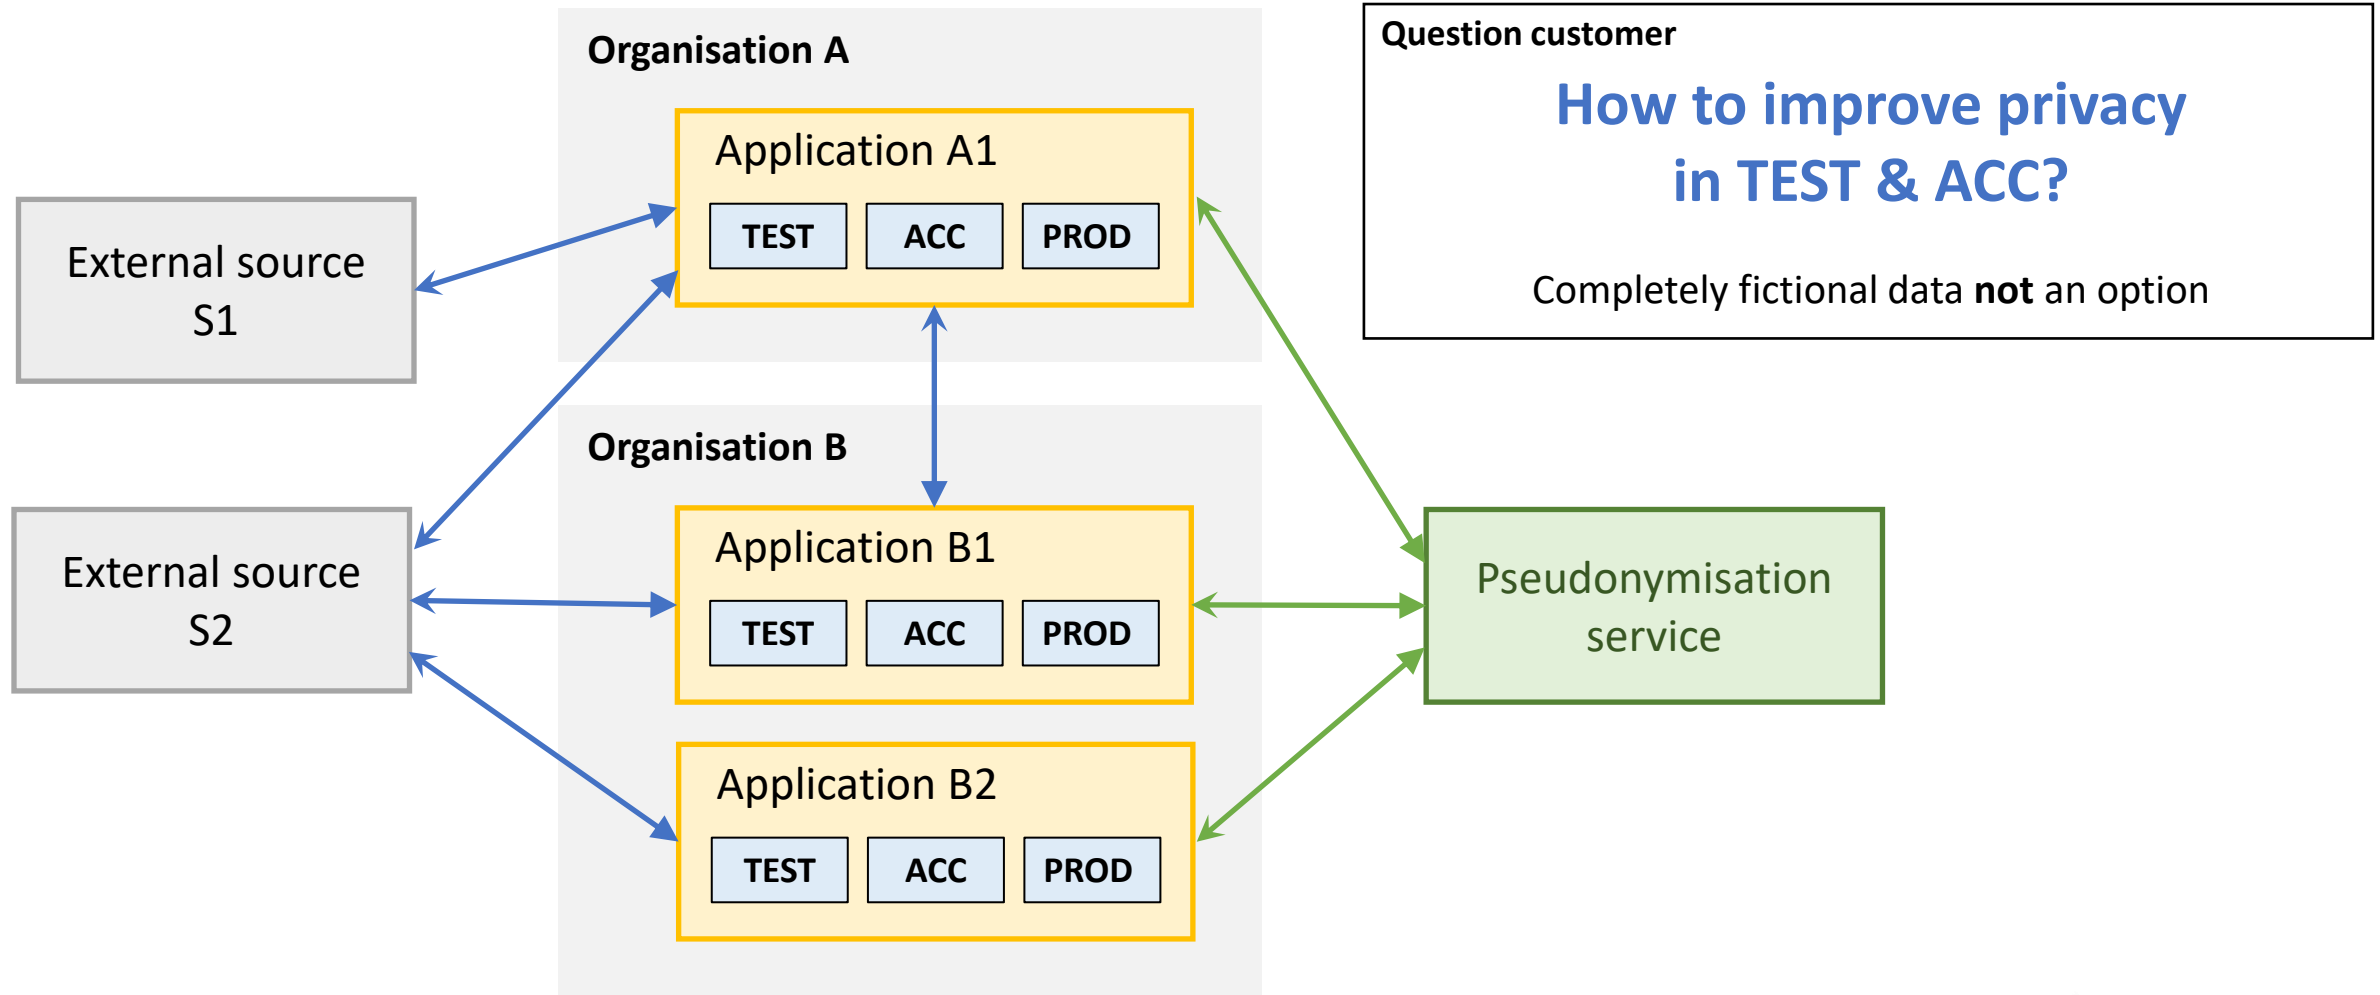 Organisation A
Application A1
TEST
ACC
PROD
External source
S1
Organisation B
Application B1
TEST
ACC
PROD
External source
S2
Application B2
TEST
ACC
PROD
Question customer
How to improve privacy
in TEST & ACC?
Completely fictional data not an option
Pseudonymisation
service